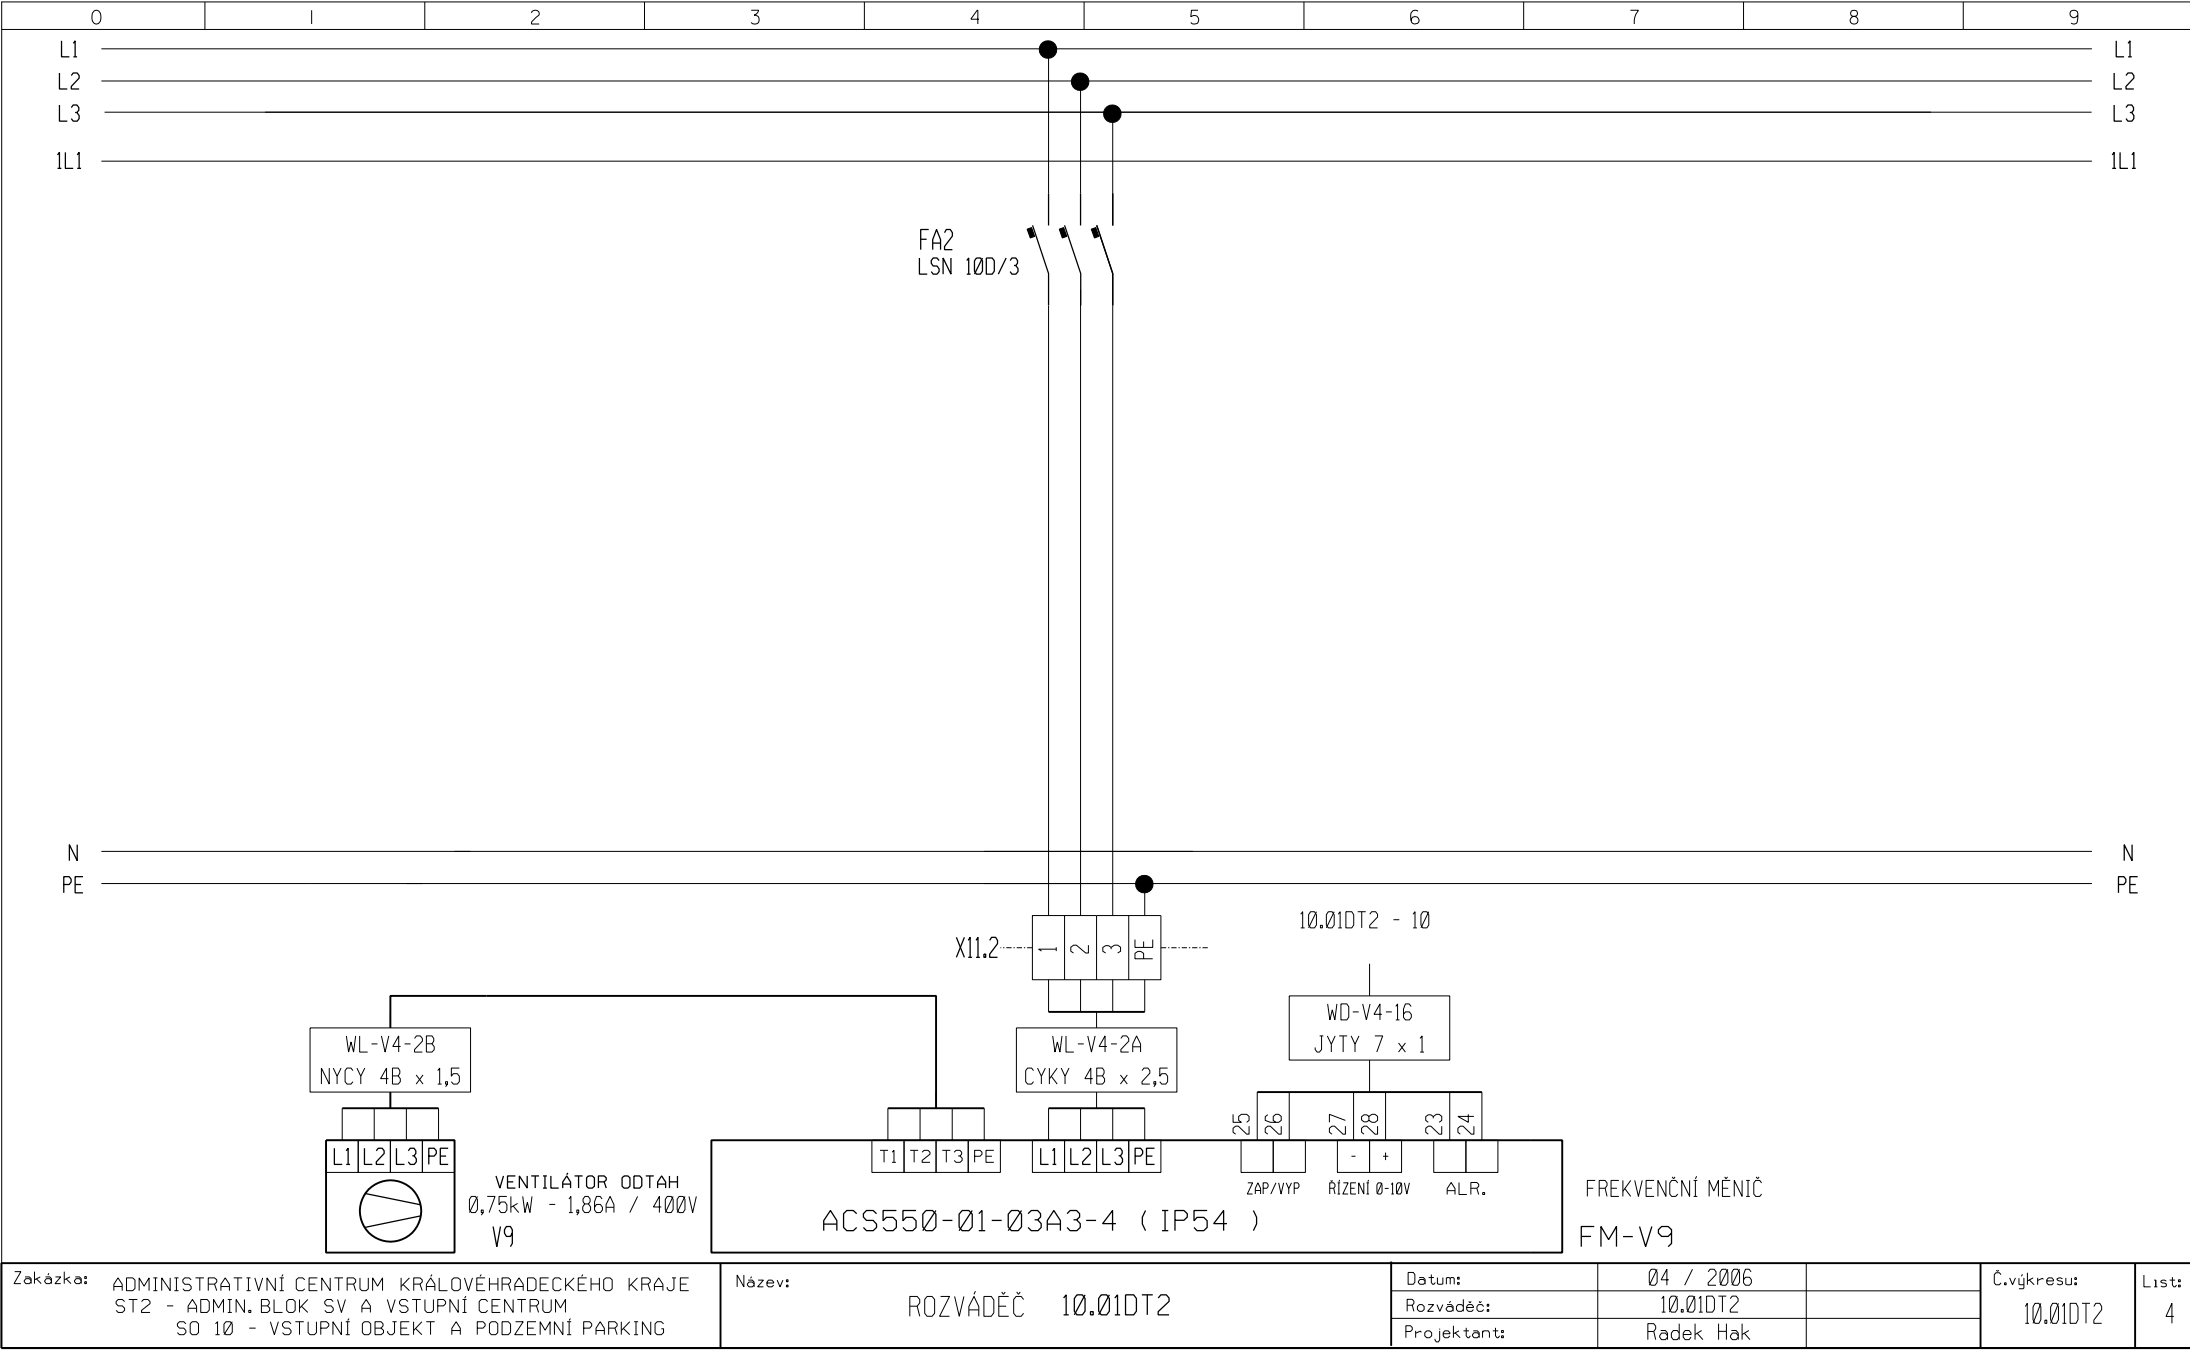 0 1 2 3 4 5 6 7 8 9
L1 L1
L2 L2
L3 L3
1L1 1L1
FA2
LSN 10D/3
N N
PE PE
10.01DT2 - 10
X11.2 1 2 3 PE
WD-V4-16
JYTY 7 x 1
WL-V4-2B
NYCY 4B x 1,5
WL-V4-2A
CYKY 4B x 2,5
25 26 27 28 23 24
L1 L2 L3 PE
T1 T2 T3 PE
L1 L2 L3 PE
- +
VENTILÁTOR ODTAH
0,75kW - 1,86A / 400V
V9
ZAP/VYP ŘÍZENÍ 0-10V ALR.
ACS550-01-03A3-4 ( IP54 )
FREKVENČNÍ MĚNIČ
FM-V9
Zakázka: ADMINISTRATIVNÍ CENTRUM KRÁLOVÉHRADECKÉHO KRAJE
ST2 - ADMIN. BLOK SV A VSTUPNÍ CENTRUM
SO 10 - VSTUPNÍ OBJEKT A PODZEMNÍ PARKING
Název:
ROZVÁDĚČ 10.01DT2
Datum: 04 / 2006
Rozváděč: 10.01DT2
Projektant: Radek Hak
Č.výkresu:
10.01DT2
List:
4